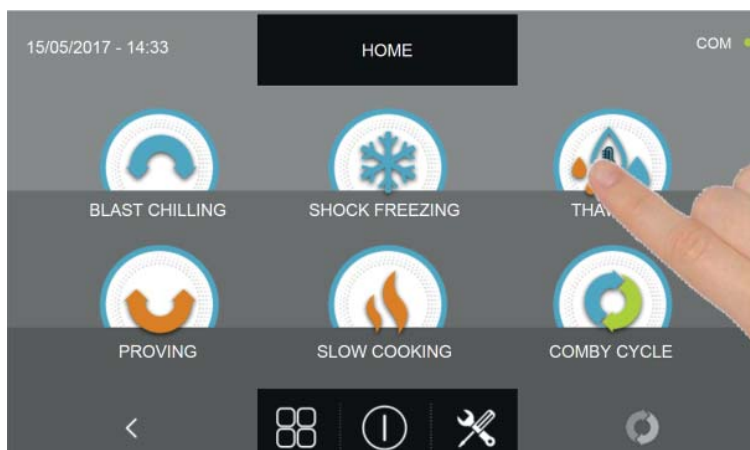 15/05/2017 - 14:33
HOME
COM
BLAST CHILLING
SHOCK FREEZING
PROVING
SLOW COOKING
COMBY CYCLE